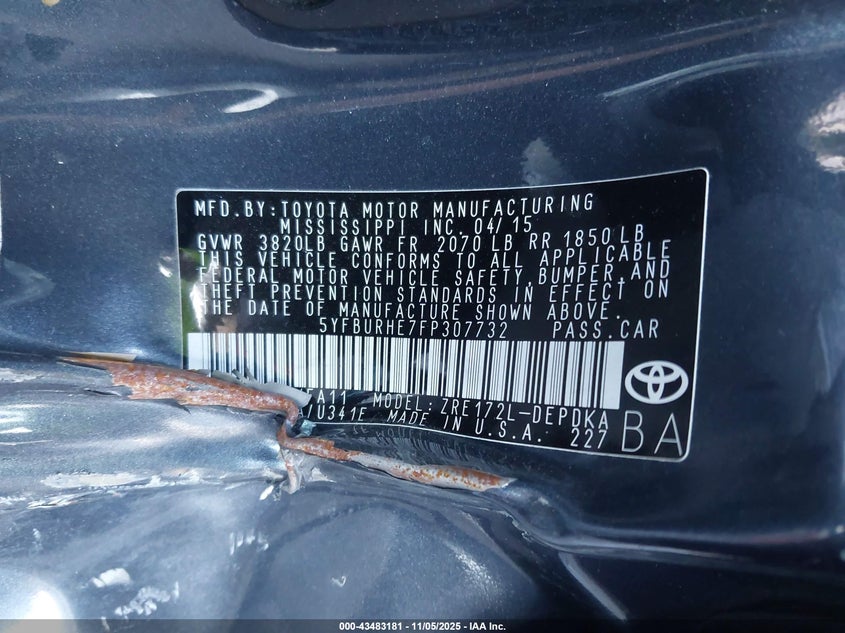 MFD.BY:TOYOTA MOTOR MANUFACTURING
MISSISSIPPI INC. 04/15
GVWR 3820LB GAWR FR 2070 LB RR 1850 LB
THIS VEHICLE CONFORMS TO ALL APPLICABLE
FEDERAL MOTOR VEHICLE SAFETY, BUMPER, AND
THEFT PREVENTION STANDARDS IN EFFECT ON
THE DATE OF MANUFACTURE SHOWN ABOVE.
5YFBURHE7FP307732 PASS.CAR
A11 MODEL: ZRE172L-DEPDKA
/U341E MADE IN U.S.A. 227
BA
000-43483181 - 11/05/2025 - IAA Inc.